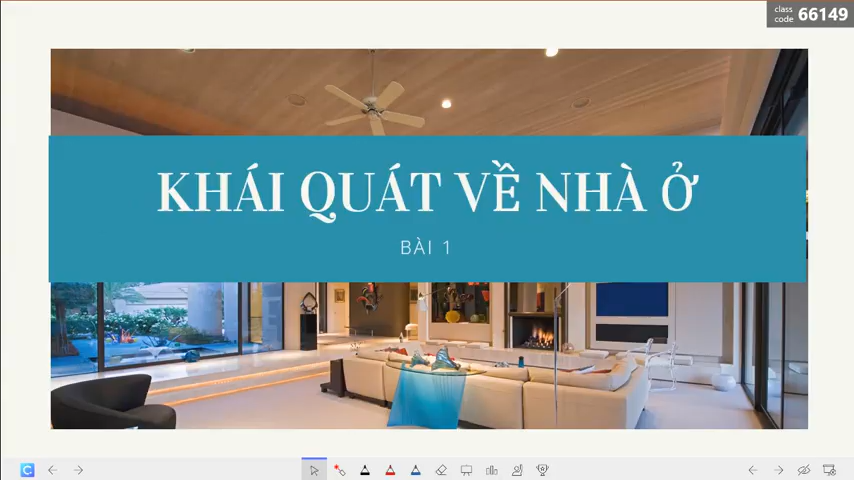 class
code 66149
KHÁI QUÁT VỀ NHÀ Ở
BÀI 1